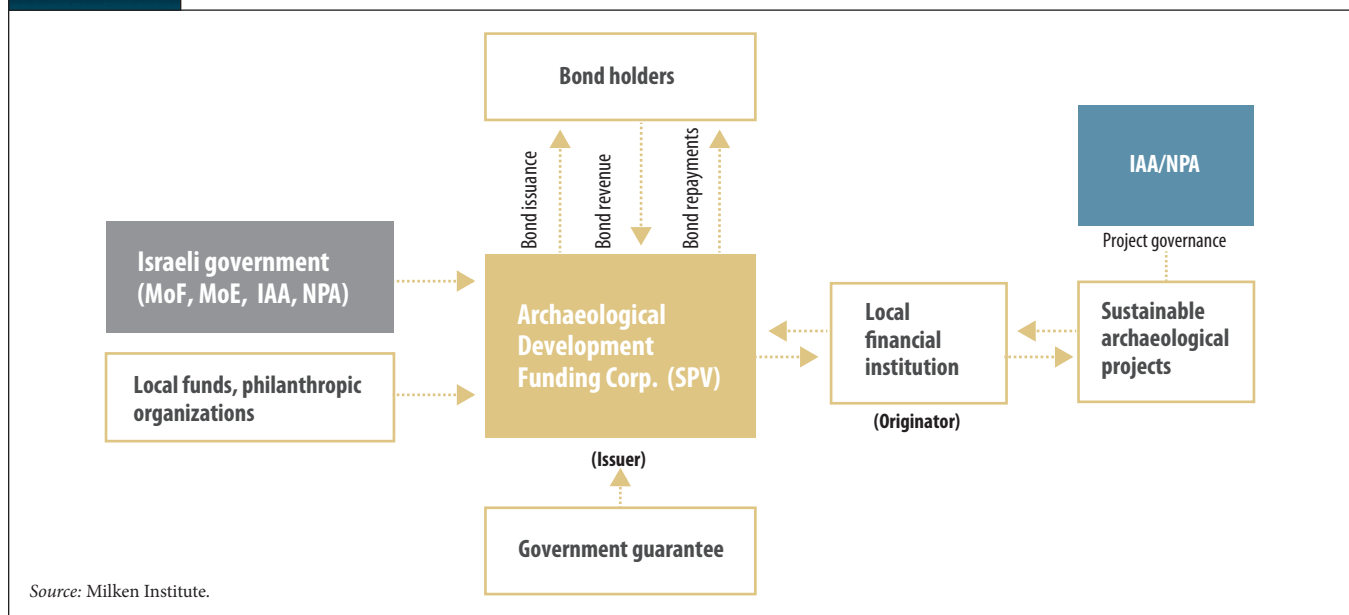 Bond holders
Bond issuance
Bond revenue
Bond repayments
IAA/NPA
Project governance
Israeli government
(MoF, MoE, IAA, NPA)
Local funds, philanthropic
organizations
Archaeological
Development
Funding Corp. (SPV)
(Issuer)
Local
financial
institution
(Originator)
Sustainable
archaeological
projects
Government guarantee
Source: Milken Institute.